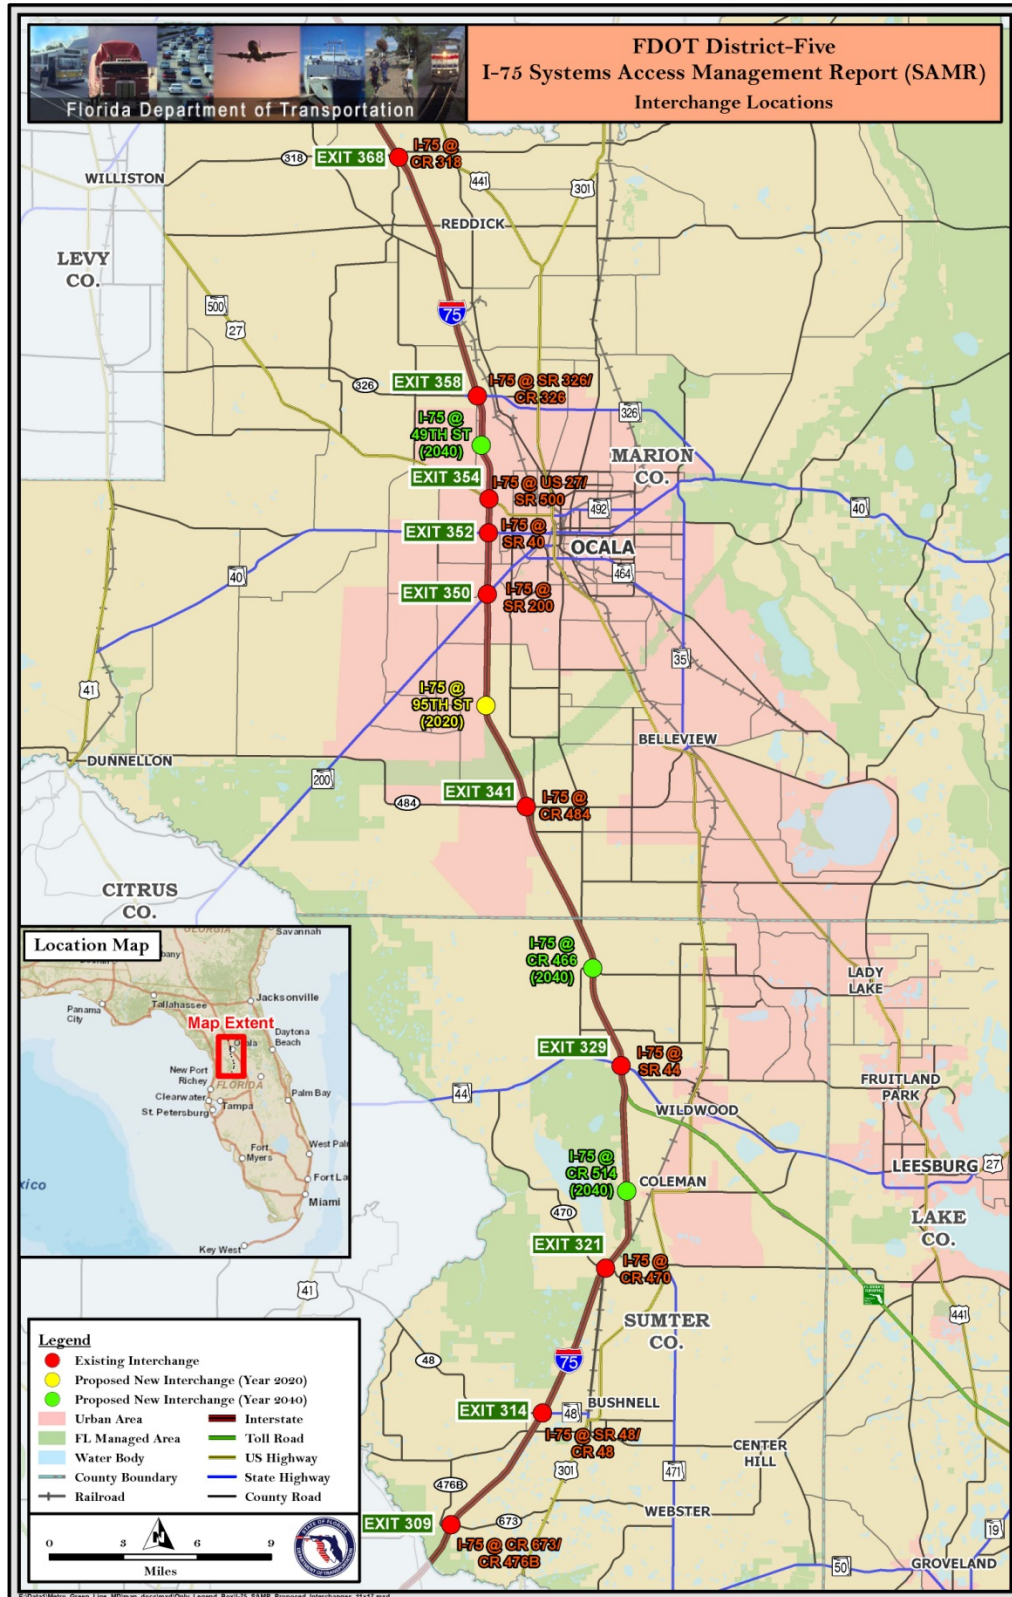 Florida Department of Transportation
FDOT District-Five
I-75 Systems Access Management Report (SAMR)
Interchange Locations
EXIT 368
I-75 @
CR 318
318
WILLISTON
441
301
REDDICK
LEVY
CO.
500
27
75
EXIT 358
I-75 @ SR 326/
CR 326
326
326
I-75 @
49TH ST
(2040)
MARION
CO.
EXIT 354
I-75 @ US 27/
SR 500
492
40
EXIT 352
I-75 @
SR 40
OCALA
40
464
EXIT 350
I-75 @
SR 200
35
41
I-75 @
95TH ST
(2020)
BELLEVIEW
DUNNELLON
200
EXIT 341
484
I-75 @
CR 484
CITRUS
CO.
I-75 @
CR 466
(2040)
LADY
LAKE
EXIT 329
I-75 @
SR 44
44
FRUITLAND
PARK
WILDWOOD
I-75 @
CR 514
(2040)
LEESBURG
27
COLEMAN
470
LAKE
CO.
EXIT 321
I-75 @
CR 470
41
441
SUMTER
CO.
75
48
EXIT 314
48
BUSHNELL
I-75 @ SR 48/
CR 48
CENTER
HILL
301
471
476B
WEBSTER
EXIT 309
673
I-75 @ CR 673/
CR 476B
19
50
GROVELAND
Location Map
GEORGIA
Savannah
bany
Tallahassee
Jacksonville
Panama
City
Map Extent
Ocala
Daytona
Beach
New Port
Richey
FLORIDA
Clearwater
Tampa
St. Petersburg
Palm Bay
Fort
Myers
West Palm
Fort La
Miami
xico
Key West
Legend
Existing Interchange
Proposed New Interchange (Year 2020)
Proposed New Interchange (Year 2040)
Urban Area
Interstate
FL Managed Area
Toll Road
Water Body
US Highway
County Boundary
State Highway
Railroad
County Road
0 3 6 9
Miles
N